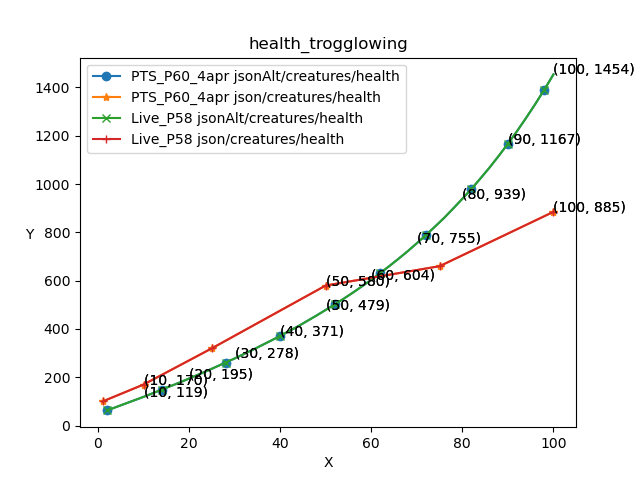 health_trogglowing
PTS_P60_4apr jsonAlt/creatures/health
PTS_P60_4apr json/creatures/health
Live_P58 jsonAlt/creatures/health
Live_P58 json/creatures/health
(100, 1454)
(90, 1167)
(80, 939)
(100, 885)
(70, 755)
(60, 604)
(50, 580)
(50, 479)
(40, 371)
(30, 278)
(20, 195)
(10, 170)
(10, 119)
Y
1400
1200
1000
800
600
400
200
0
0 20 40 60 80 100
X